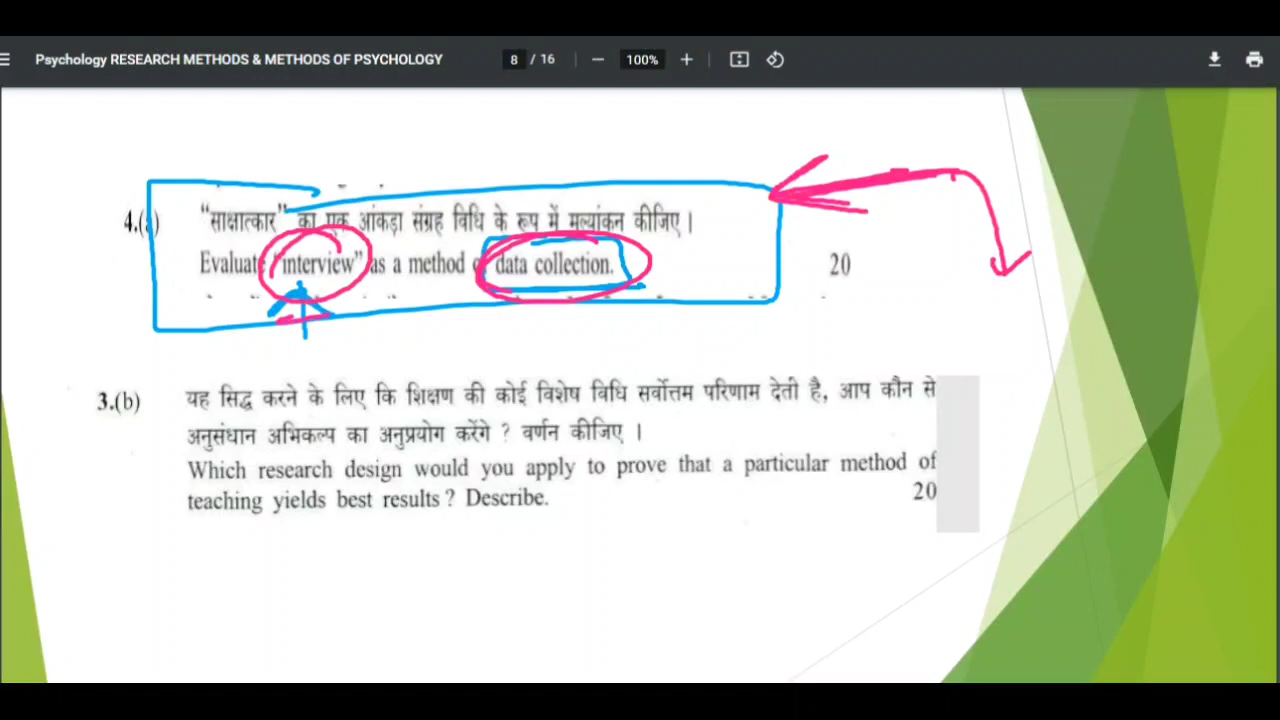 Psychology RESEARCH METHODS & METHODS OF PSYCHOLOGY 8 / 16 100%
4.(a) “साक्षात्कार” का एक आंकड़ा संग्रह विधि के रूप में मूल्यांकन कीजिए।
Evaluate “interview” as a method of data collection. 20
3.(b) यह सिद्ध करने के लिए कि शिक्षण की कोई विशेष विधि सर्वोत्तम परिणाम देती है, आप कौन से
अनुसंधान अभिकल्प का अनुप्रयोग करेंगे ? वर्णन कीजिए ।
Which research design would you apply to prove that a particular method of
teaching yields best results ? Describe. 20